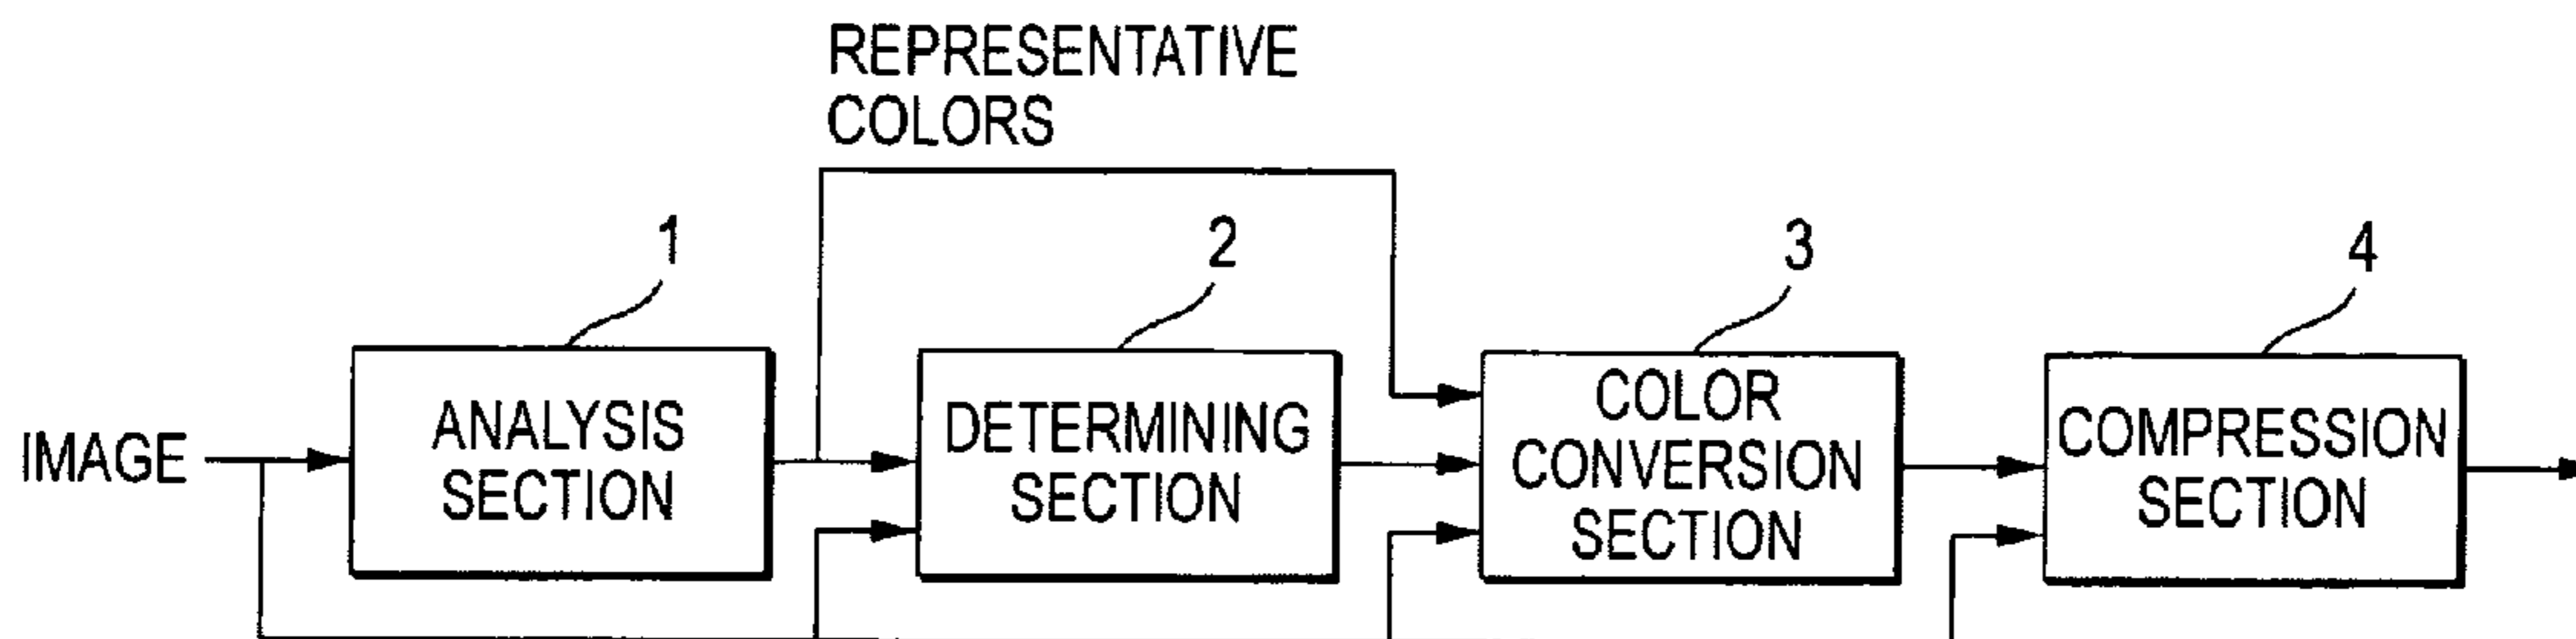 REPRESENTATIVE
COLORS
1
2
3
4
IMAGE
ANALYSIS
SECTION
DETERMINING
SECTION
COLOR
CONVERSION
SECTION
COMPRESSION
SECTION